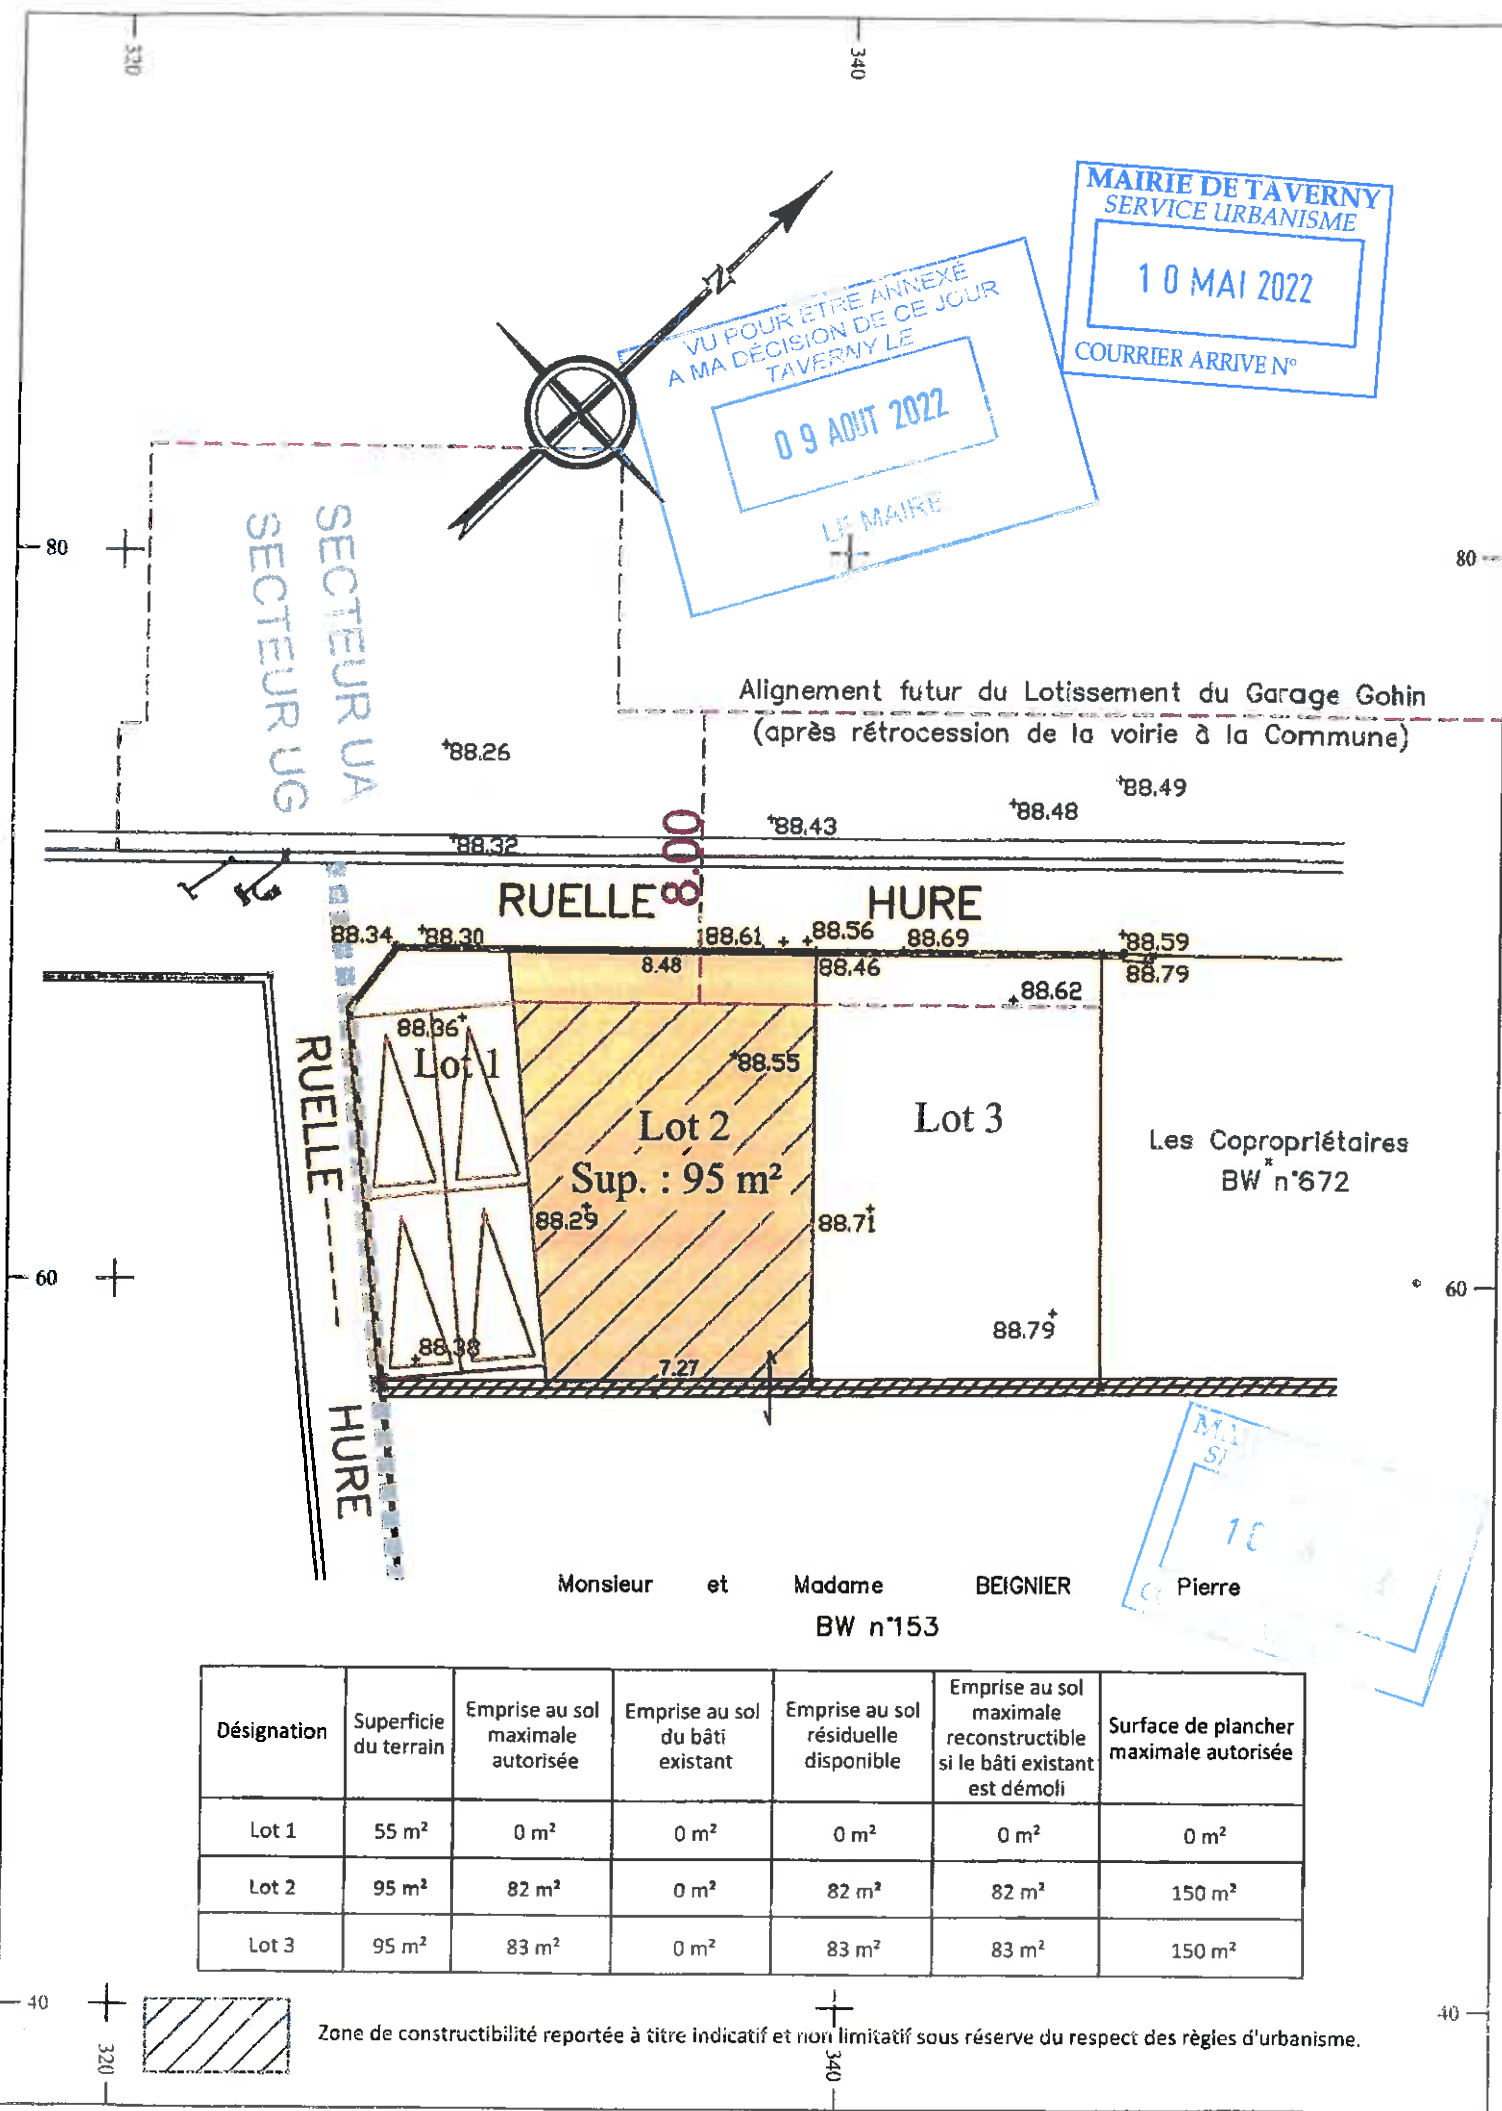 320
340
MAIRIE DE TAVERNY
SERVICE URBANISME
10 MAI 2022
COURRIER ARRIVE N°
N
VU POUR ETRE ANNEXÉ
A MA DÉCISION DE CE JOUR
TAVERNY LE
09 AOUT 2022
LE MAIRE
SECTEUR UA
SECTEUR UG
80
80
Alignement futur du Lotissement du Garage Gohin
(après rétrocession de la voirie à la Commune)
88.26
88.49
88.48
88.43
88.32
8.00
RUELLE HURE
88.34
88.30
88.61
88.56
88.69
88.59
8.48
88.46
88.79
88.62
88.36
Lot 1
88.55
RUELLE
HURE
Lot 2
Sup. : 95 m²
Lot 3
Les Copropriétaires
BW n°672
88.29
88.71
60
60
88.79
88.38
7.27
MA
18
Monsieur et Madame BEIGNIER Pierre
BW n°153
Désignation
Superficie
du terrain
Emprise au sol
maximale
autorisée
Emprise au sol
du bâti
existant
Emprise au sol
résiduelle
disponible
Emprise au sol
maximale
reconstructible
si le bâti existant
est démoli
Surface de plancher
maximale autorisée
Lot 1 55 m² 0 m² 0 m² 0 m² 0 m² 0 m²
Lot 2 95 m² 82 m² 0 m² 82 m² 82 m² 150 m²
Lot 3 95 m² 83 m² 0 m² 83 m² 83 m² 150 m²
40
40
Zone de constructibilité reportée à titre indicatif et non limitatif sous réserve du respect des règles d'urbanisme.
320
340